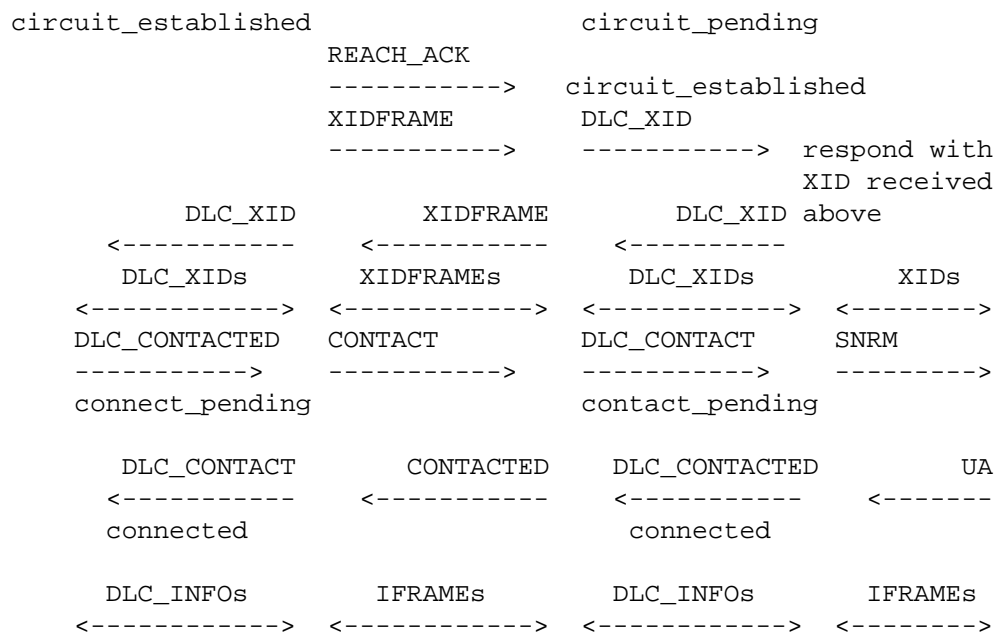 circuit_established                 circuit_pending
                    REACH_ACK
                    ----------->   circuit_established
                    XIDFRAME        DLC_XID
                    ----------->    ----------->  respond with
                                                  XID received
           DLC_XID        XIDFRAME        DLC_XID above
      <-----------    <-----------    <----------
       DLC_XIDs       XIDFRAMEs        DLC_XIDs         XIDs
    <------------>  <------------>  <------------>  <-------->
    DLC_CONTACTED   CONTACT         DLC_CONTACT     SNRM
    ----------->    ----------->    ----------->    --------->
    connect_pending                 contact_pending
       DLC_CONTACT       CONTACTED    DLC_CONTACTED         UA
      <-----------    <-----------    <-----------    <-------
      connected                        connected
      DLC_INFOs        IFRAMEs        DLC_INFOs       IFRAMEs
    <------------>  <------------>  <------------>  <-------->